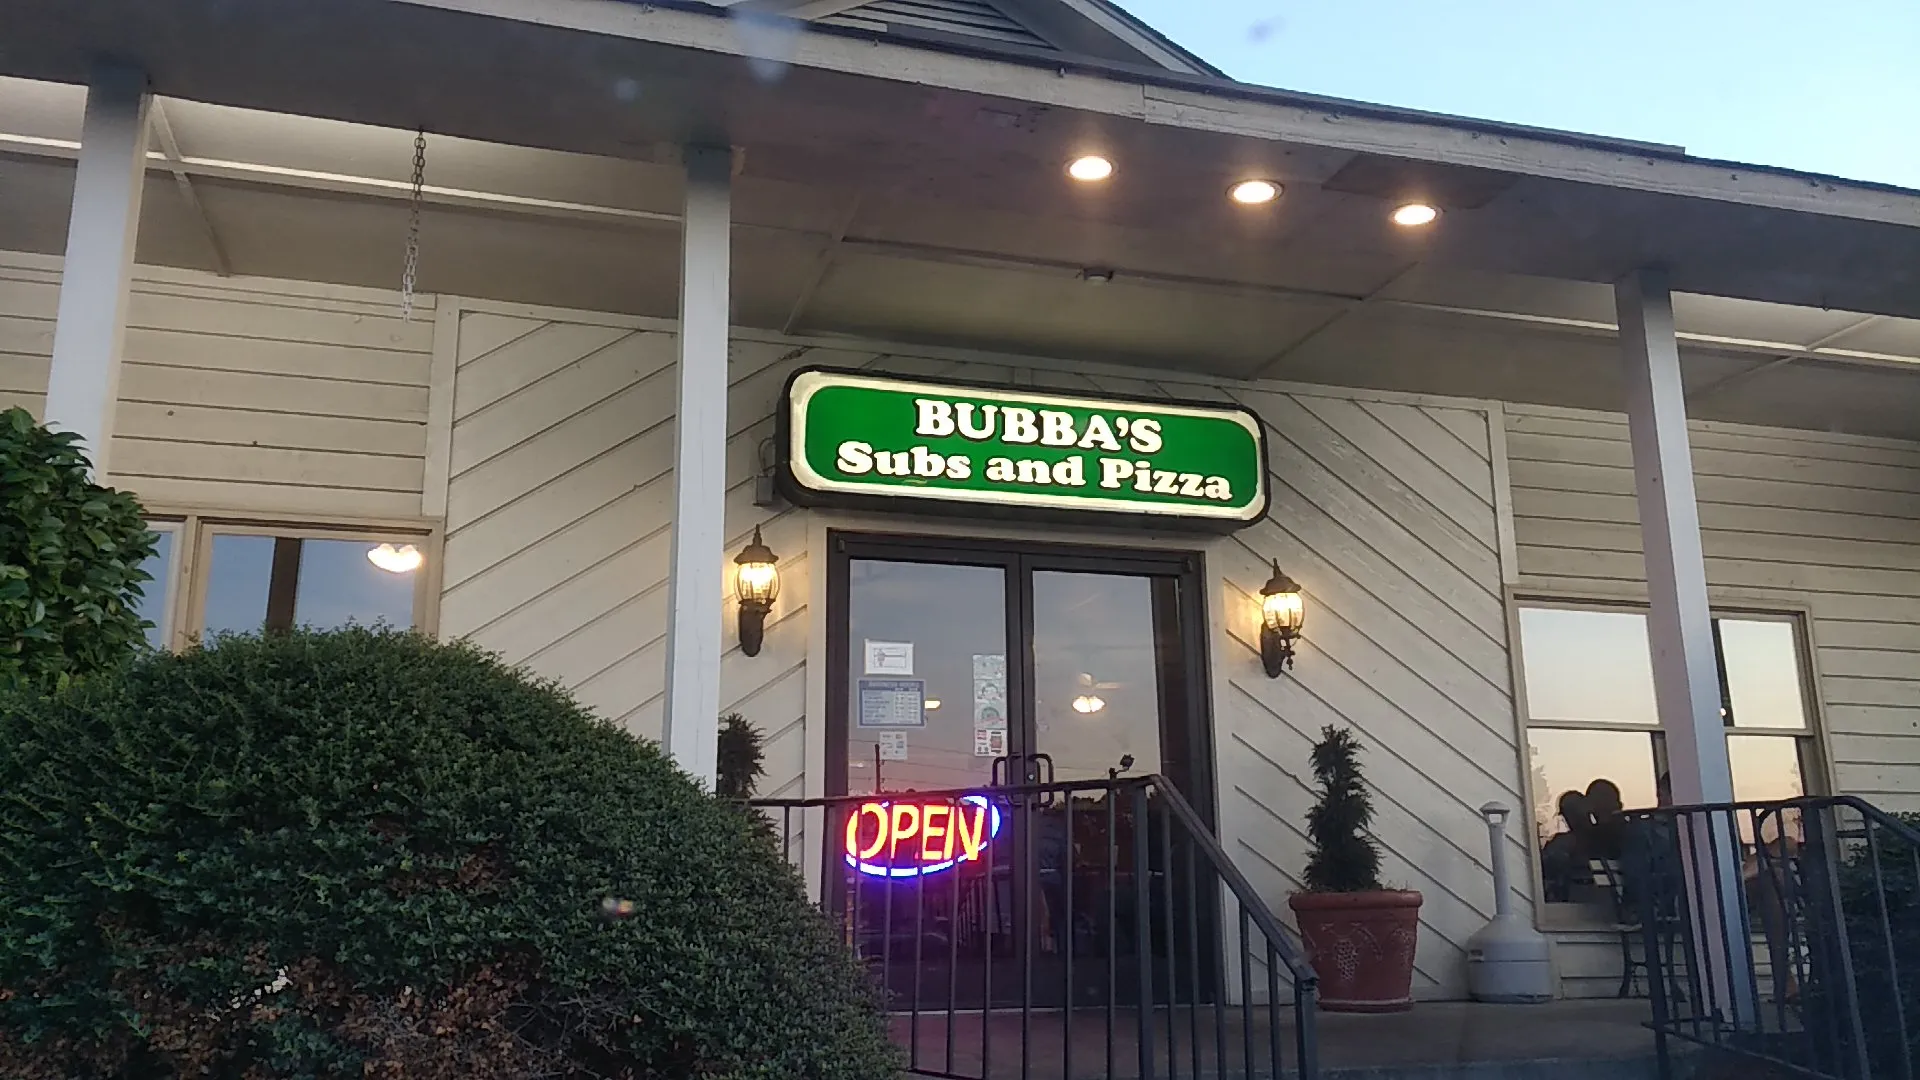 BUBBA'S
Subs and Pizza
OPEN